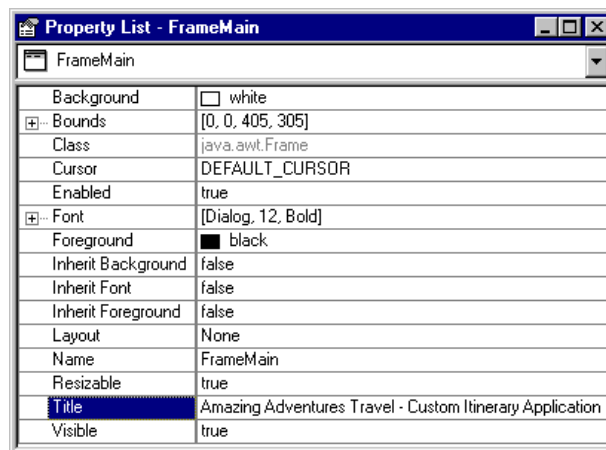 Property List - FrameMain
FrameMain
Background white
Bounds [0, 0, 405, 305]
Class java.awt.Frame
Cursor DEFAULT_CURSOR
Enabled true
Font [Dialog, 12, Bold]
Foreground black
Inherit Background false
Inherit Font false
Inherit Foreground false
Layout None
Name FrameMain
Resizable true
Title Amazing Adventures Travel - Custom Itinerary Application
Visible true